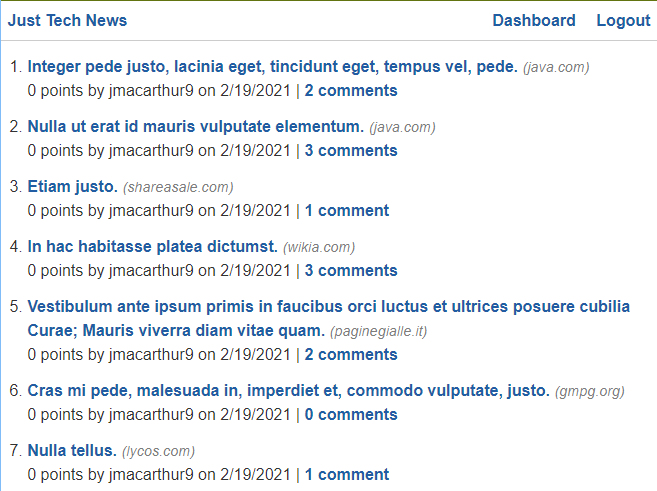 Just Tech News Dashboard Logout
1. Integer pede justo, lacinia eget, tincidunt eget, tempus vel, pede. (java.com)
0 points by jmacarthur9 on 2/19/2021 | 2 comments
2. Nulla ut erat id mauris vulputate elementum. (java.com)
0 points by jmacarthur9 on 2/19/2021 | 3 comments
3. Etiam justo. (shareasale.com)
0 points by jmacarthur9 on 2/19/2021 | 1 comment
4. In hac habitasse platea dictumst. (wikia.com)
0 points by jmacarthur9 on 2/19/2021 | 3 comments
5. Vestibulum ante ipsum primis in faucibus orci luctus et ultrices posuere cubilia
Curae; Mauris viverra diam vitae quam. (paginegialle.it)
0 points by jmacarthur9 on 2/19/2021 | 2 comments
6. Cras mi pede, malesuada in, imperdiet et, commodo vulputate, justo. (gmpg.org)
0 points by jmacarthur9 on 2/19/2021 | 0 comments
7. Nulla tellus. (lycos.com)
0 points by jmacarthur9 on 2/19/2021 | 1 comment